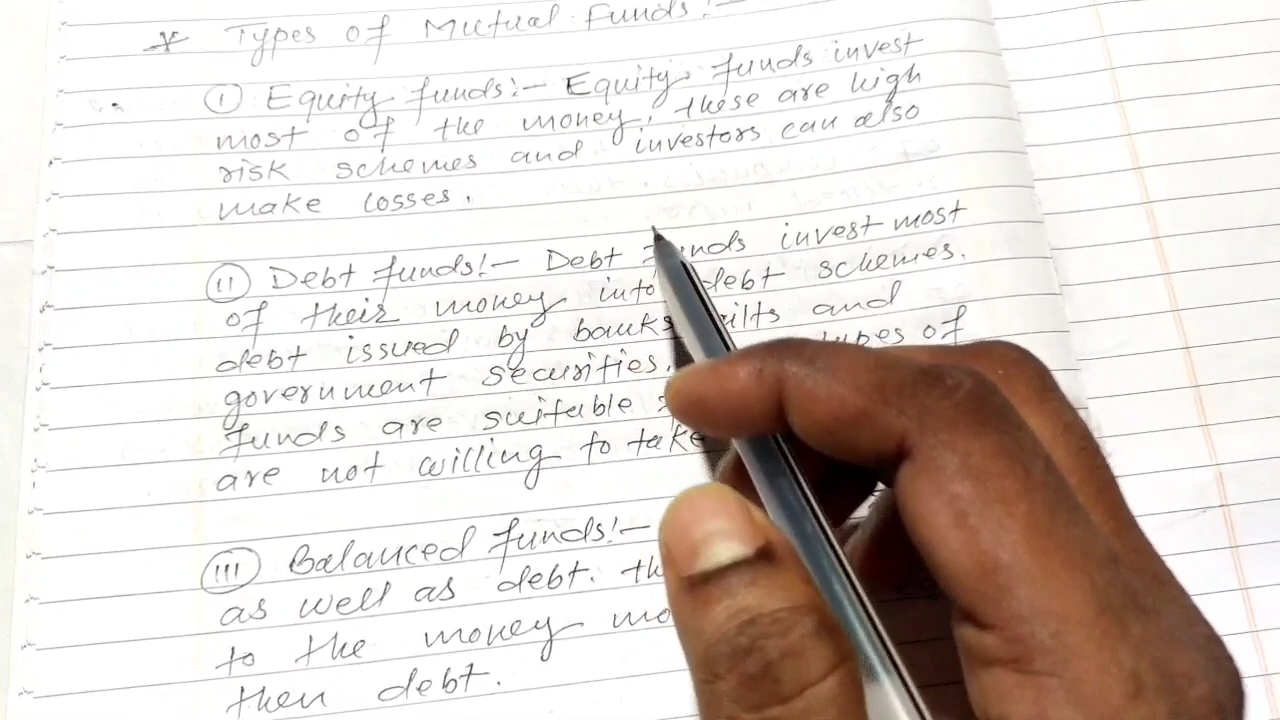 * Types of Mutual Funds:-
(I) Equity funds:- Equity funds invest
most of the money, these are high
risk schemes and investors can also
make losses.
(II) Debt funds:- Debt funds invest most
of their money into debt schemes.
debt issued by banks gilts and
government securities. types of
funds are suitable
are not willing to take
(III) Balanced funds:-
as well as debt.
to the money
then debt.